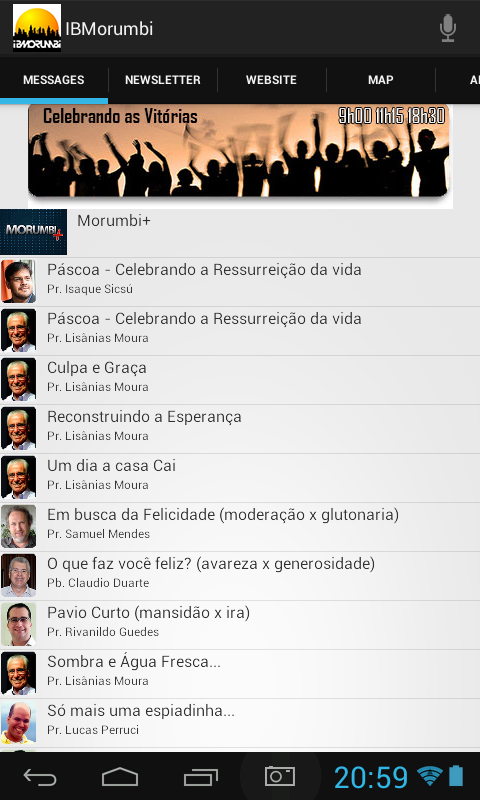 IBMORUMBI
IBMorumbi
MESSAGES
NEWSLETTER
WEBSITE
MAP
Celebrando as Vitórias
9h00 11h15 18h30
MORUMBI+
Morumbi+
Páscoa - Celebrando a Ressurreição da vida
Pr. Isaque Sicsú
Páscoa - Celebrando a Ressurreição da vida
Pr. Lisânias Moura
Culpa e Graça
Pr. Lisânias Moura
Reconstruindo a Esperança
Pr. Lisânias Moura
Um dia a casa Cai
Pr. Lisânias Moura
Em busca da Felicidade (moderação x glutonaria)
Pr. Samuel Mendes
O que faz você feliz? (avareza x generosidade)
Pb. Claudio Duarte
Pavio Curto (mansidão x ira)
Pr. Rivanildo Guedes
Sombra e Água Fresca...
Pr. Lisânias Moura
Só mais uma espiadinha...
Pr. Lucas Perruci
20:59